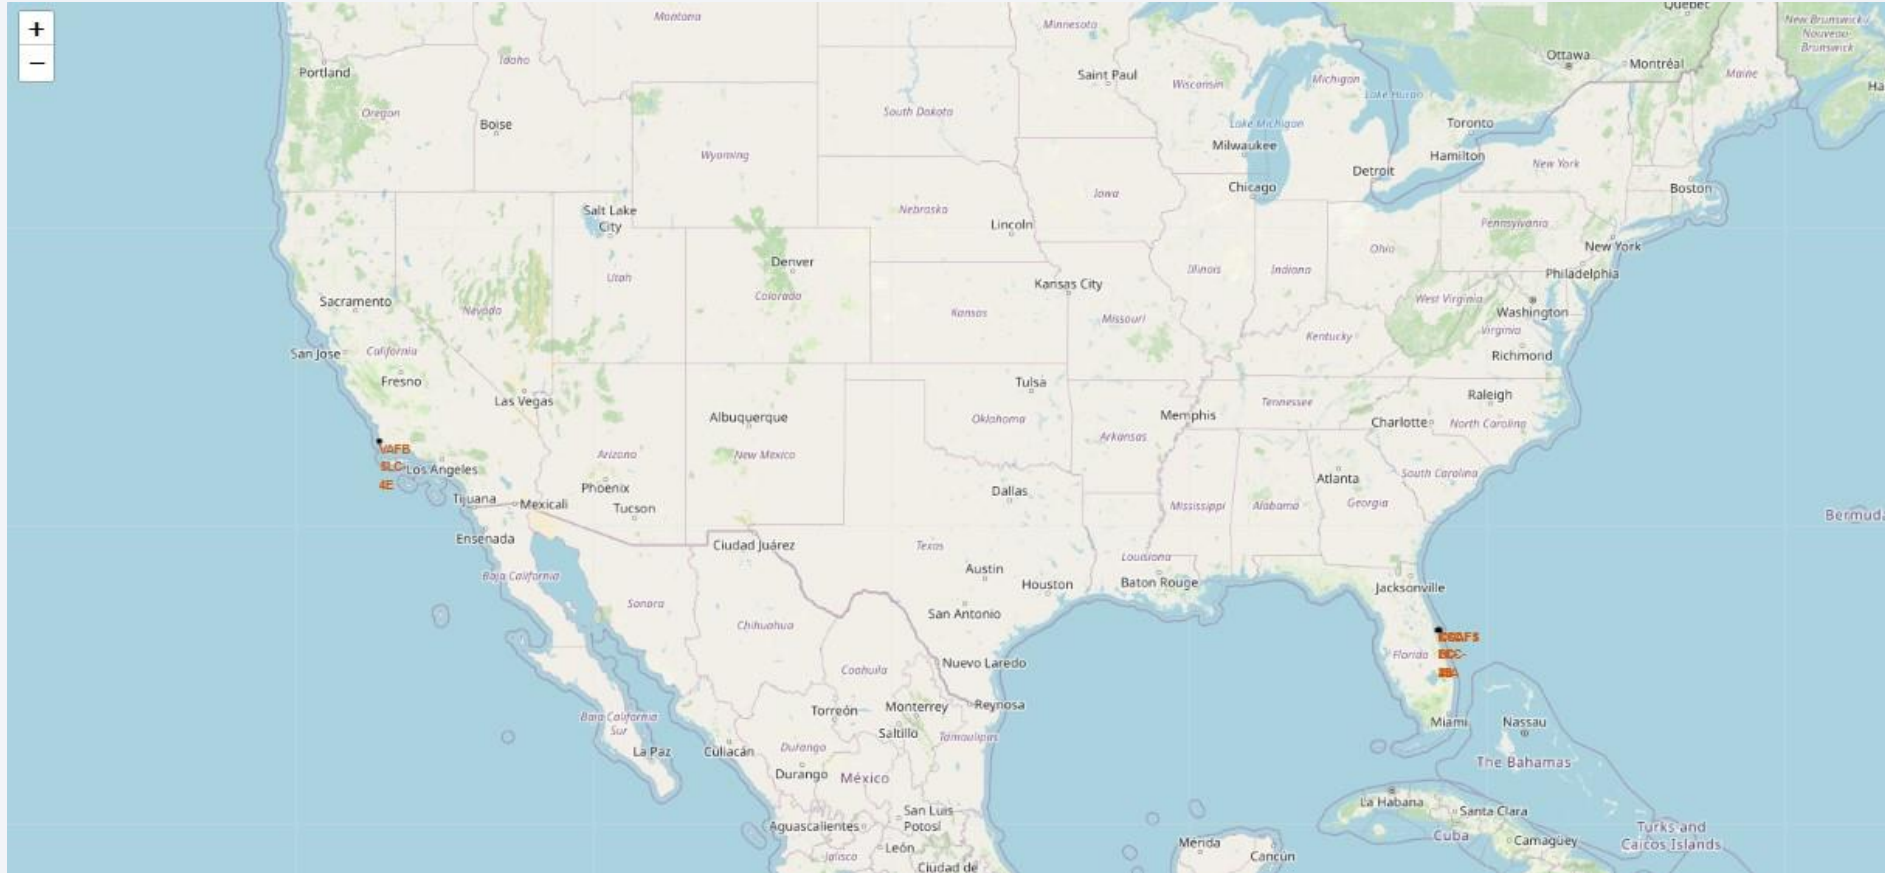 +
−
Montana
Minnesota
Québec
New Brunswick /
Nouveau-
Brunswick
Portland
Idaho
Saint Paul
Wisconsin
Michigan
Ottawa
Montréal
Maine
Lake Huron
Ha
Oregon
Boise
South Dakota
Lake Michigan
Toronto
Milwaukee
Hamilton
Wyoming
Detroit
New York
Chicago
Iowa
Boston
Salt Lake
City
Nebraska
Lincoln
Pennsylvania
New York
Ohio
Denver
Utah
Illinois
Indiana
Philadelphia
Kansas City
Colorado
Sacramento
Nevada
Kansas
Missouri
West Virginia
Washington
Virginia
Kentucky
San Jose
California
Richmond
Fresno
Tulsa
Las Vegas
Raleigh
Albuquerque
Oklahoma
Memphis
Tennessee
Charlotte
North Carolina
Arkansas
VAFB
SLC-
4E
Los Angeles
Arizona
New Mexico
South Carolina
Phoenix
Dallas
Atlanta
Tijuana
Mexicali
Tucson
Mississippi
Alabama
Georgia
Bermuda
Ensenada
Ciudad Juárez
Texas
Louisiana
Baja California
Austin
Houston
Baton Rouge
Jacksonville
Sonora
San Antonio
Chihuahua
Florida
Coahuila
Nuevo Laredo
Baja California
Sur
Torreón
Monterrey
Reynosa
Miami
Nassau
Saltillo
Tamaulipas
La Paz
Culiacán
Durango
The Bahamas
Durango
México
La Habana
Santa Clara
San Luis
Potosí
Aguascalientes
Turks and
Caicos Islands
Cuba
Camagüey
León
Mérida
Jalisco
Cancún
Ciudad de